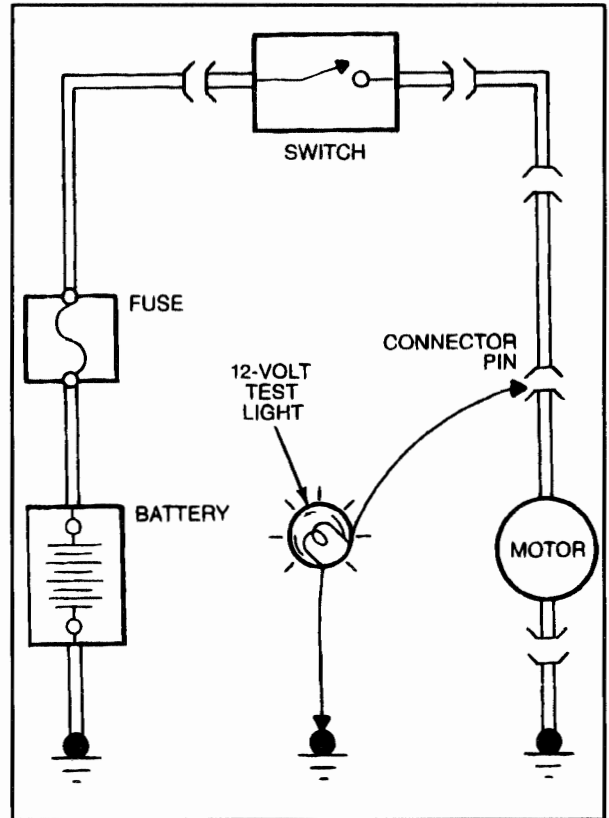 SWITCH
FUSE
CONNECTOR
PIN
12-VOLT
TEST
LIGHT
BATTERY
MOTOR